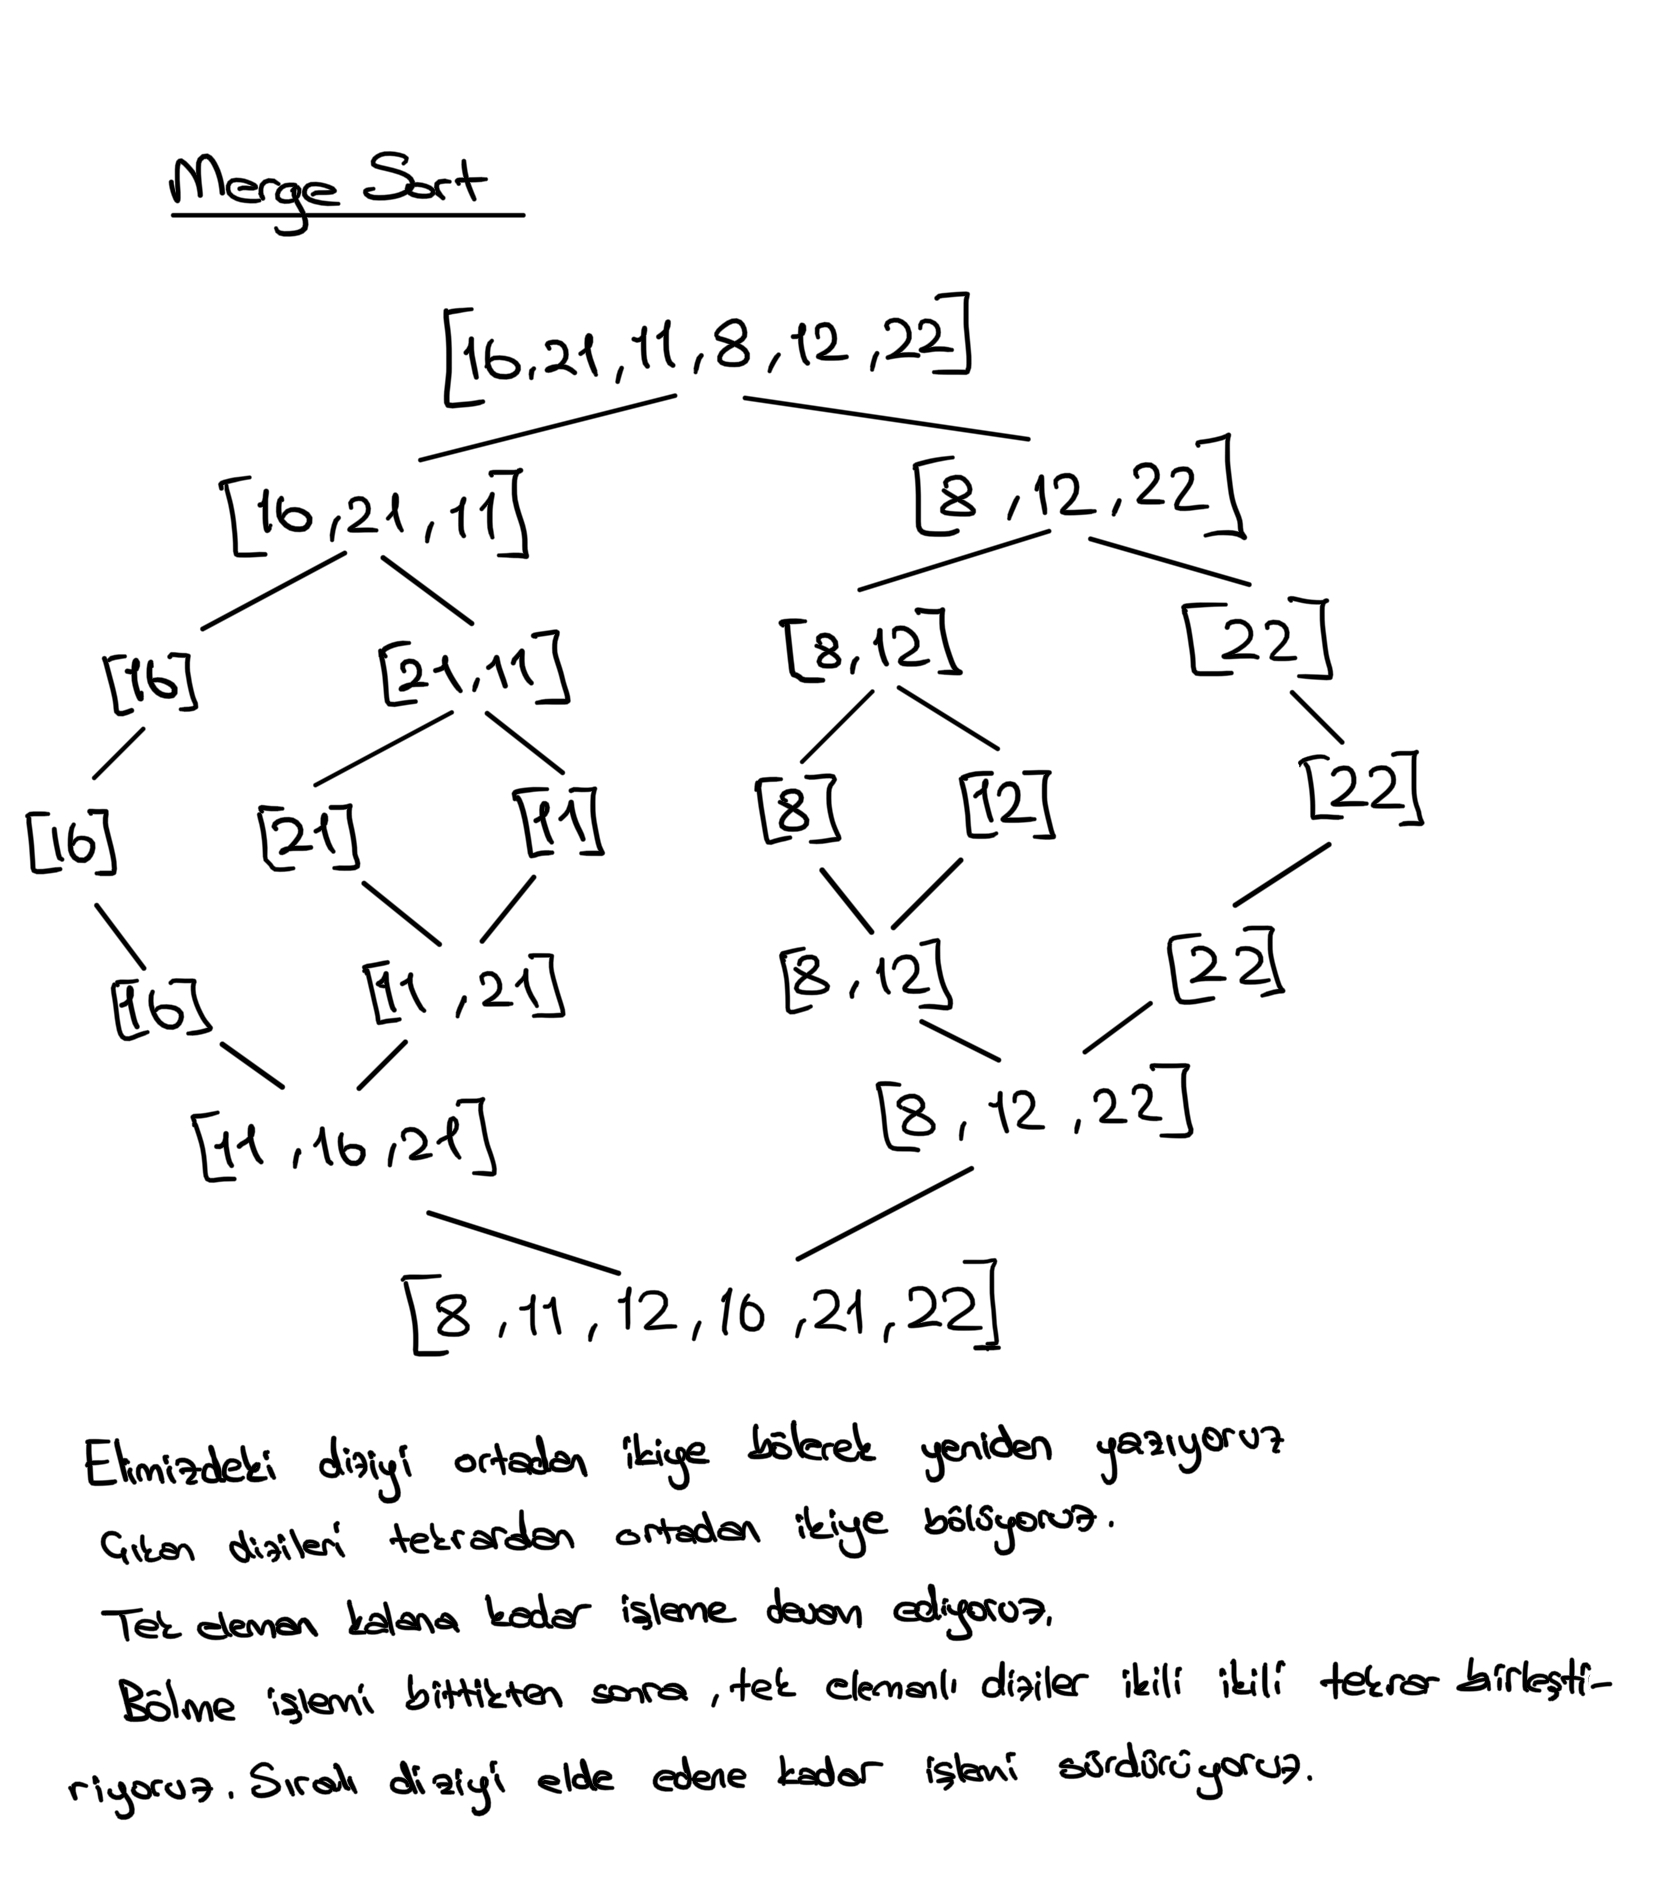 Merge Sort
[16,21,11,8,12,22]
[16,21,11] [8,12,22]
[16] [21,11] [8,12] [22]
[16] [21] [11] [8] [12] [22]
[16] [11,21] [8,12] [22]
[11,16,21] [8,12,22]
[8,11,12,16,21,22]
Elimizdeki diziyi ortadan ikiye bölerek yeniden yazıyoruz
Çıkan dizileri tekrardan ortadan ikiye bölüyoruz.
Tek eleman kalana kadar işleme devam ediyoruz.
Bölme işlemi bittikten sonra, tek elemanlı diziler ikili ikili tekrar birleşti-
riyoruz. Sıralı diziyi elde edene kadar işlemi sürdürüyoruz.